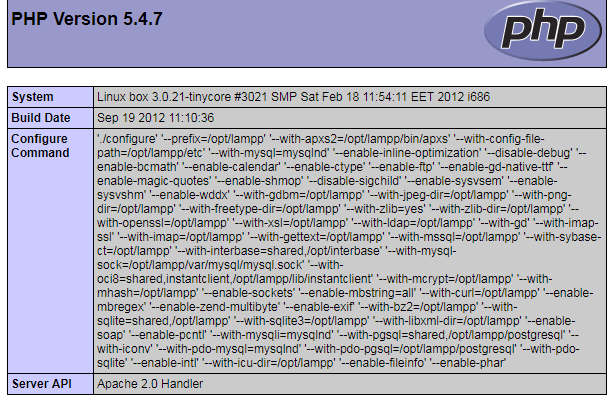 PHP Version 5.4.7
php
System Linux box 3.0.21-tinycore #3021 SMP Sat Feb 18 11:54:11 EET 2012 i686
Build Date Sep 19 2012 11:10:36
Configure Command './configure' '--prefix=/opt/lampp' '--with-apxs2=/opt/lampp/bin/apxs' '--with-config-file-
path=/opt/lampp/etc' '--with-mysql=mysqlnd' '--enable-inline-optimization' '--disable-debug' '--
enable-bcmath' '--enable-calendar' '--enable-ctype' '--enable-ftp' '--enable-gd-native-ttf' '--
enable-magic-quotes' '--enable-shmop' '--disable-sigchild' '--enable-sysvsem' '--enable-
sysvshm' '--enable-wddx' '--with-gdbm=/opt/lampp' '--with-jpeg-dir=/opt/lampp' '--with-png-
dir=/opt/lampp' '--with-freetype-dir=/opt/lampp' '--with-zlib=yes' '--with-zlib-dir=/opt/lampp' '--
with-openssl=/opt/lampp' '--with-xsl=/opt/lampp' '--with-ldap=/opt/lampp' '--with-gd' '--with-imap-
ssl' '--with-imap=/opt/lampp' '--with-gettext=/opt/lampp' '--with-mssql=/opt/lampp' '--with-sybase-
ct=/opt/lampp' '--with-interbase=shared,/opt/interbase' '--with-mysql-
sock=/opt/lampp/var/mysql/mysql.sock' '--with-
oci8=shared,instantclient,/opt/lampp/lib/instantclient' '--with-mcrypt=/opt/lampp' '--with-
mhash=/opt/lampp' '--enable-sockets' '--enable-mbstring=all' '--with-curl=/opt/lampp' '--enable-
mbregex' '--enable-zend-multibyte' '--enable-exif' '--with-bz2=/opt/lampp' '--with-
sqlite=shared,/opt/lampp' '--with-sqlite3=/opt/lampp' '--with-libxml-dir=/opt/lampp' '--enable-
soap' '--enable-pcntl' '--with-mysqli=mysqlnd' '--with-pgsql=shared,/opt/lampp/postgresql' '--
with-iconv' '--with-pdo-mysql=mysqlnd' '--with-pdo-pgsql=/opt/lampp/postgresql' '--with-pdo-
sqlite' '--enable-intl' '--with-icu-dir=/opt/lampp' '--enable-fileinfo' '--enable-phar'
Server API Apache 2.0 Handler